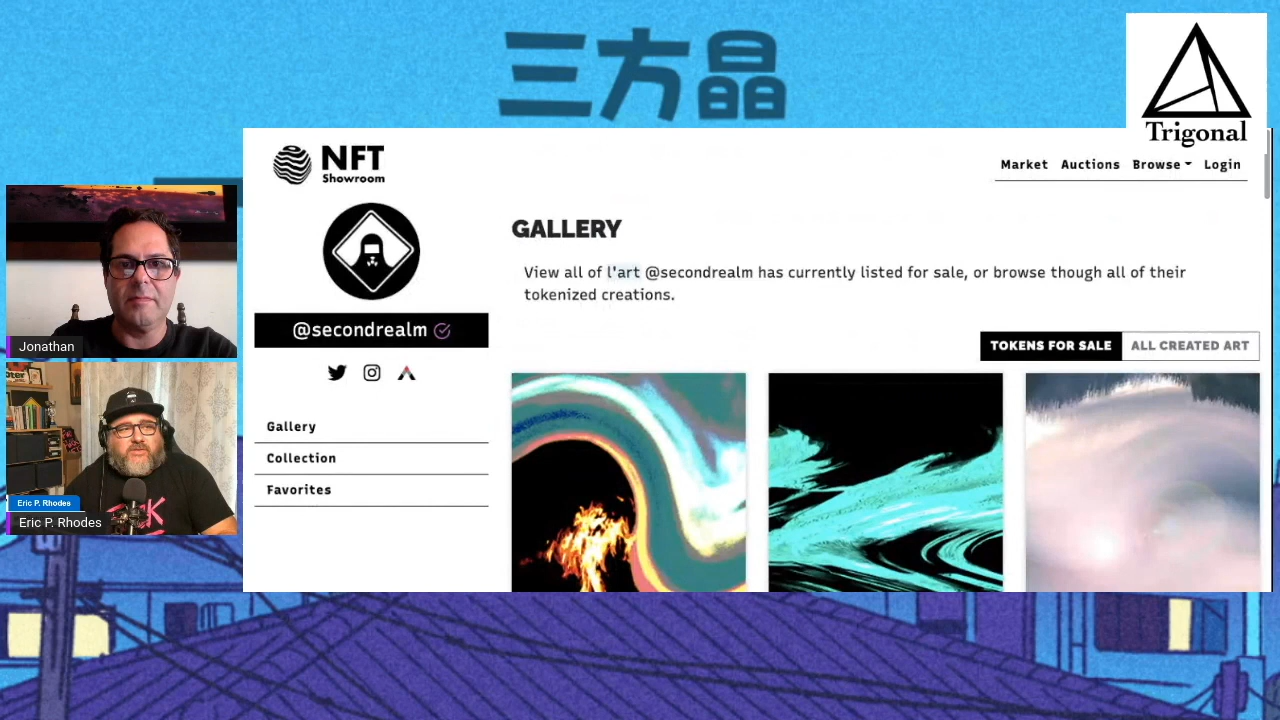 三方晶
Trigonal
NFT
Showroom
Market Auctions Browse Login
GALLERY
View all of l'art @secondrealm has currently listed for sale, or browse though all of their
tokenized creations.
@secondrealm
TOKENS FOR SALE ALL CREATED ART
Gallery
Collection
Favorites
Jonathan
Eric P. Rhodes
Eric P. Rhodes